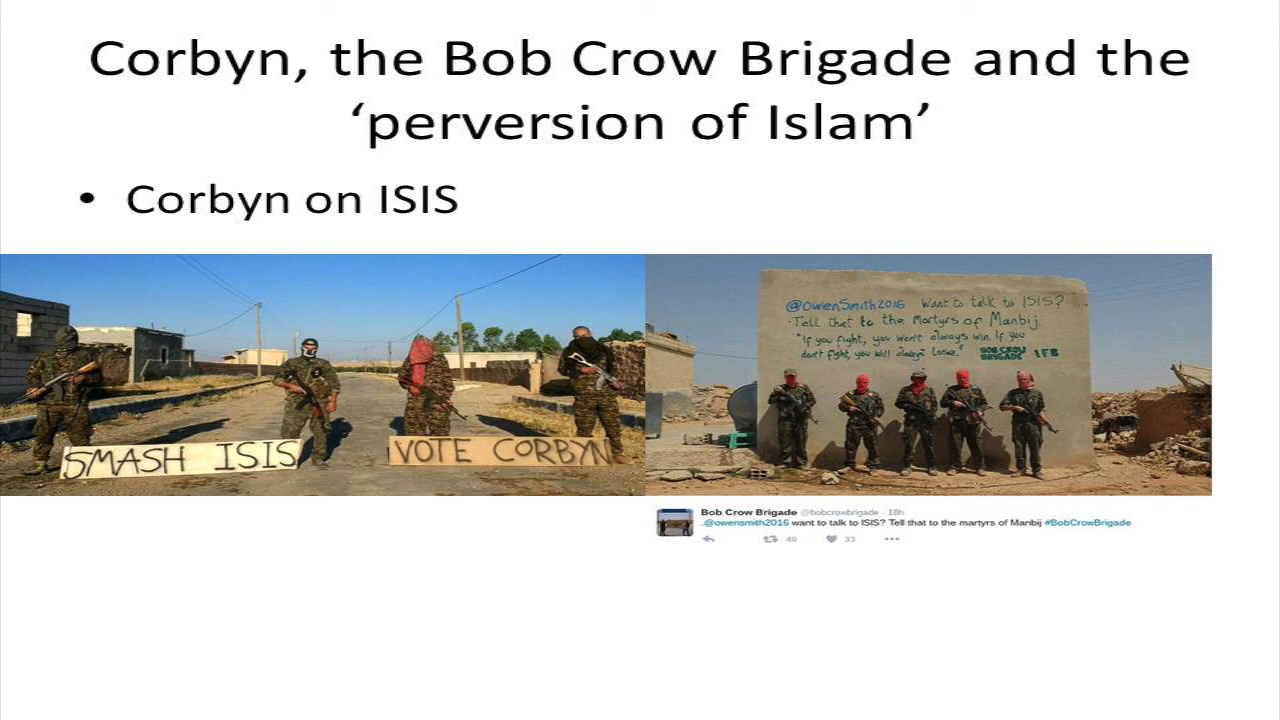 Corbyn, the Bob Crow Brigade and the
‘perversion of Islam’
• Corbyn on ISIS
SMASH ISIS
VOTE CORBYN
@owenSmith2016 Want to talk to ISIS?
Tell that to the martyrs of Manbij.
"If you fight, you won't always win. If you
don't fight, you will always lose."
BOB CROW
BRIGADE IFB
Bob Crow Brigade @bobcrowbrigade · 18h
.@owensmith2016 want to talk to ISIS? Tell that to the martyrs of Manbij #BobCrowBrigade
49 33